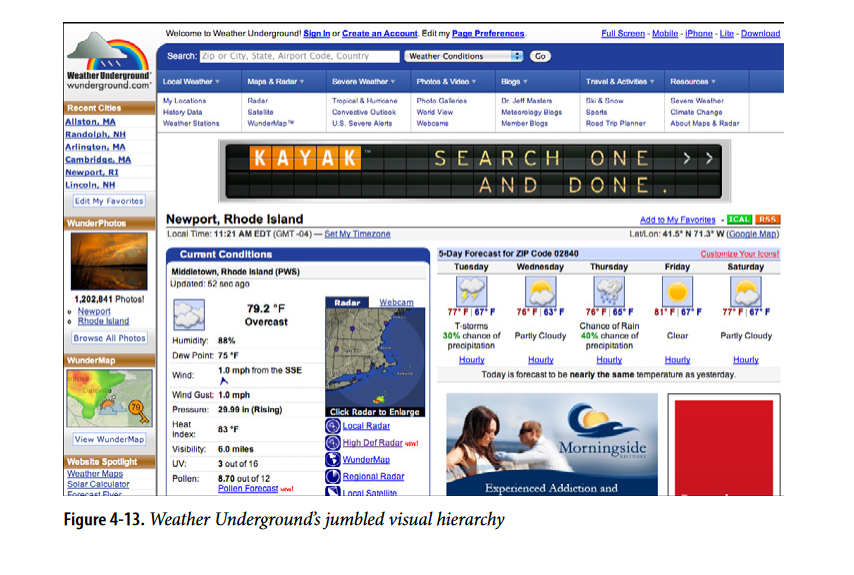 Welcome to Weather Underground! Sign In or Create an Account. Edit my Page Preferences.
Full Screen - Mobile - iPhone - Lite - Download
Search: Zip or City, State, Airport Code, Country Weather Conditions Go
Weather Underground®
wunderground.com®
Local Weather Maps & Radar Severe Weather Photos & Video Blogs Travel & Activities Resources
My Locations Radar Tropical & Hurricane Photo Galleries Dr. Jeff Masters Ski & Snow Severe Weather
History Data Satellite Convective Outlook World View Meteorology Blogs Sports Climate Change
Weather Stations WunderMap™ U.S. Severe Alerts Webcams Member Blogs Road Trip Planner About Maps & Radar
Recent Cities
Allston, MA
Randolph, NH
Arlington, MA
Cambridge, MA
Newport, RI
Lincoln, NH
Edit My Favorites
WunderPhotos
1,202,841 Photos!
Newport
Rhode Island
Browse All Photos
WunderMap
79
View WunderMap
Website Spotlight
Weather Maps
Solar Calculator
Forecast Flyer
KAYAK™ SEARCH ONE >>
AND DONE.
Newport, Rhode Island
Add to My Favorites - ICAL RSS
Local Time: 11:21 AM EDT (GMT -04) — Set My Timezone
Lat/Lon: 41.5° N 71.3° W (Google Map)
Current Conditions
Middletown, Rhode Island (PWS)
Updated: 52 sec ago
79.2 °F
Overcast
Humidity: 88%
Dew Point: 75 °F
Wind: 1.0 mph from the SSE
Wind Gust: 1.0 mph
Pressure: 29.99 in (Rising)
Heat Index: 83 °F
Visibility: 6.0 miles
UV: 3 out of 16
Pollen: 8.70 out of 12
Pollen Forecast NEW!
Radar Webcam
Click Radar to Enlarge
Local Radar
High Def Radar NEW!
WunderMap
Regional Radar
Local Satellite
5-Day Forecast for ZIP Code 02840 Customize Your Icons!
Tuesday Wednesday Thursday Friday Saturday
77° F | 67° F 76° F | 63° F 76° F | 65° F 81° F | 67° F 77° F | 67° F
T-storms
30% chance of
precipitation
Partly Cloudy
Chance of Rain
40% chance of
precipitation
Clear
Partly Cloudy
Hourly Hourly Hourly Hourly Hourly
Today is forecast to be nearly the same temperature as yesterday.
Morningside
RECOVERY
Experienced Addiction and
Figure 4-13. Weather Underground's jumbled visual hierarchy